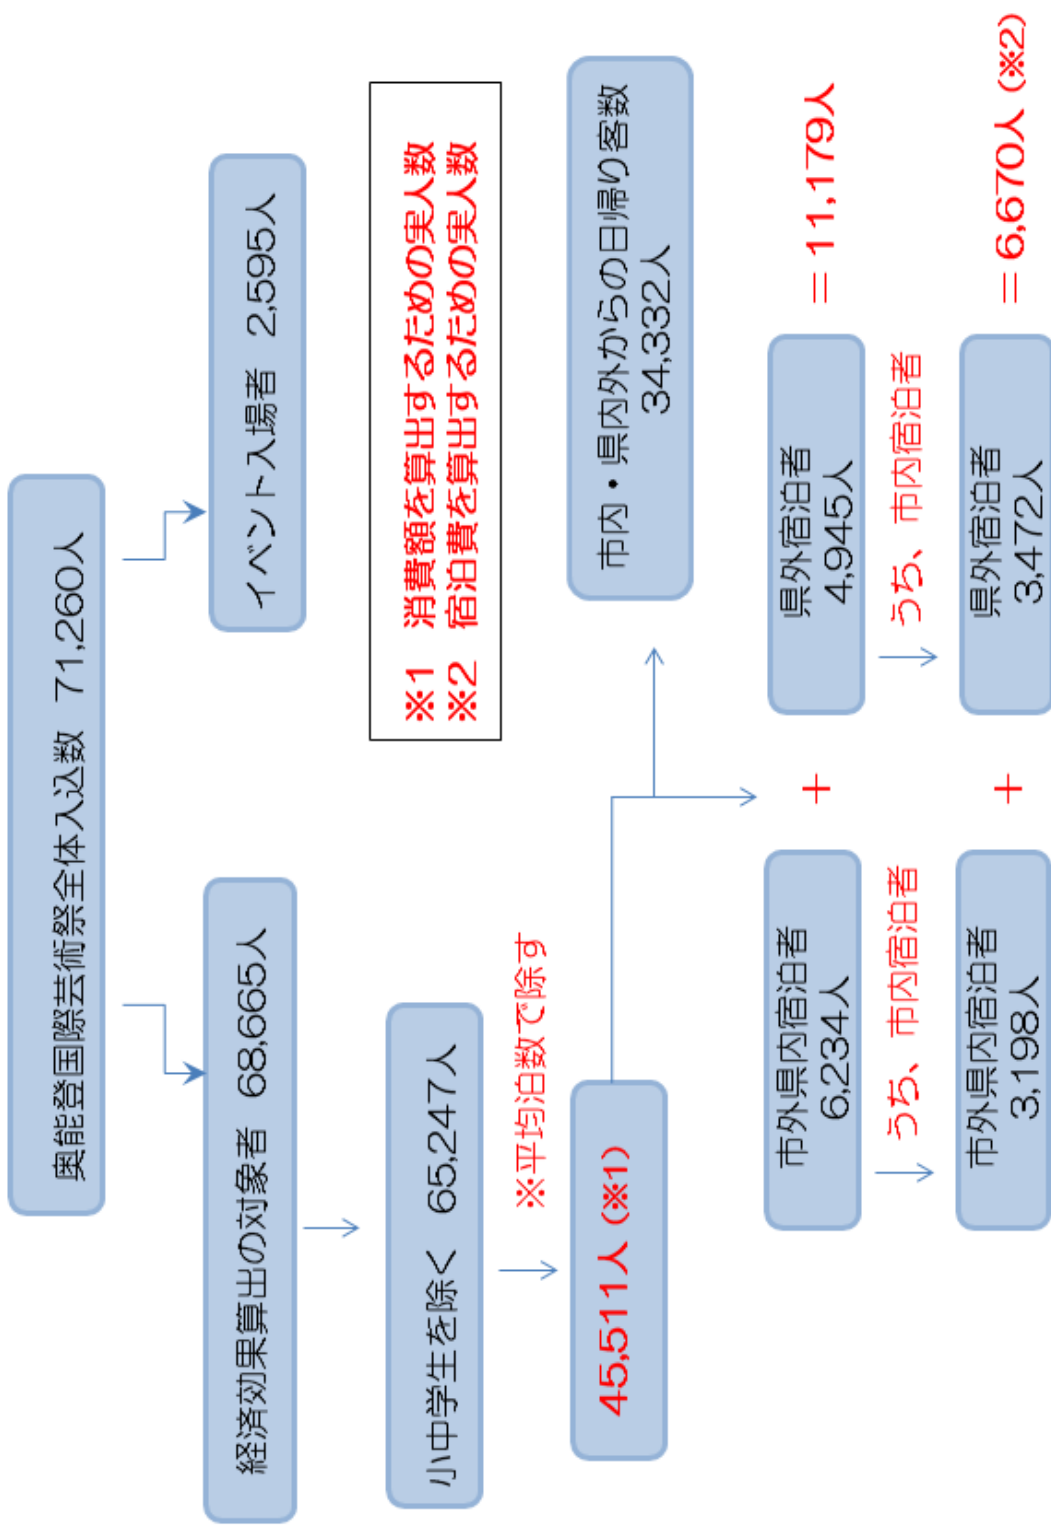 奥能登国際芸術祭全体入込数 71,260人
経済効果算出の対象者 68,665人
イベント入場者 2,595人
小中学生を除く 65,247人
※1 消費額を算出するための実人数
※2 宿泊費を算出するための実人数
※平均泊数で除す
45,511人(※1)
市内・県内外からの日帰り客数
34,332人
市外県内宿泊者
6,234人
+
県外宿泊者
4,945人
=11,179人
うち、市内宿泊者
うち、市内宿泊者
市外県内宿泊者
3,198人
+
県外宿泊者
3,472人
=6,670人(※2)